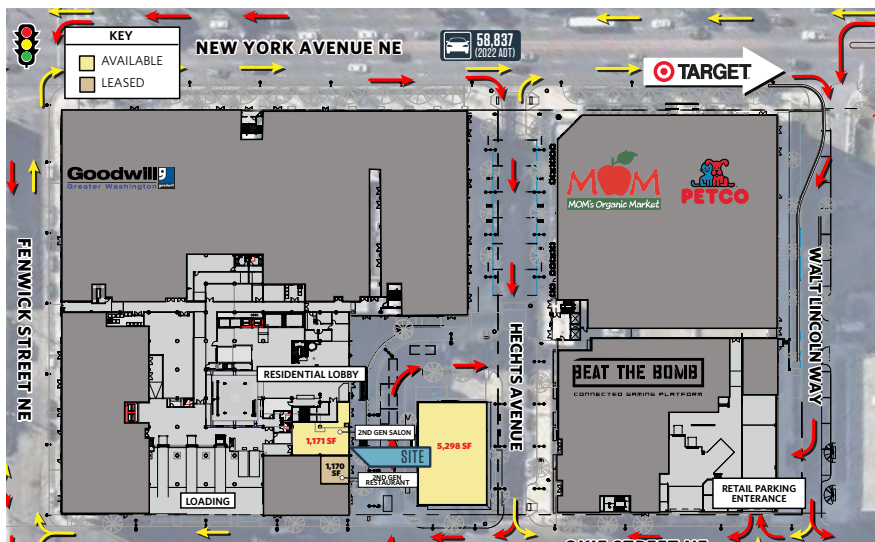 KEY
AVAILABLE
LEASED
NEW YORK AVENUE NE
58,837
(2022 ADT)
TARGET
Goodwill
Greater Washington
goodwill
MOM
MOM's Organic Market
PETCO
FENWICK STREET NE
HECHTS AVENUE
WALT LINCOLN WAY
RESIDENTIAL LOBBY
BEAT THE BOMB
CONNECTED GAMING PLATFORM
2ND GEN SALON
1,171 SF
5,298 SF
SITE
1,170
SF
2ND GEN
RESTAURANT
LOADING
RETAIL PARKING
ENTERANCE